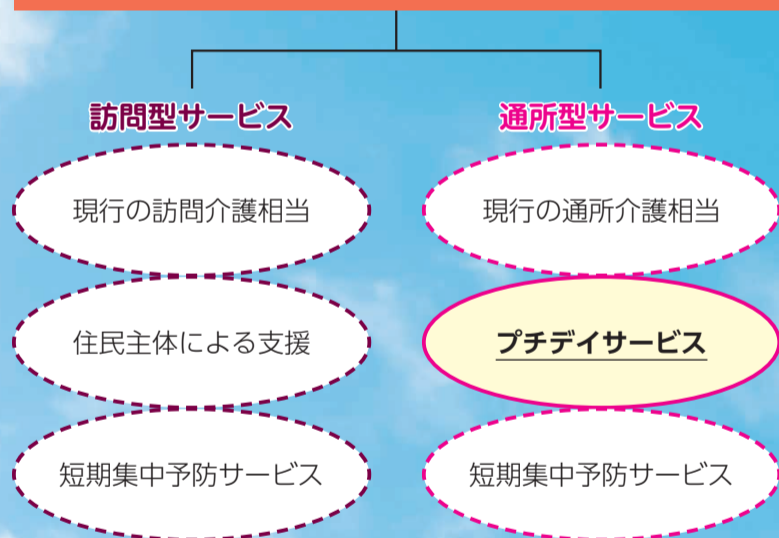 訪問型サービス
現行の訪問介護相当
住民主体による支援
短期集中予防サービス
通所型サービス
現行の通所介護相当
プチデイサービス
短期集中予防サービス